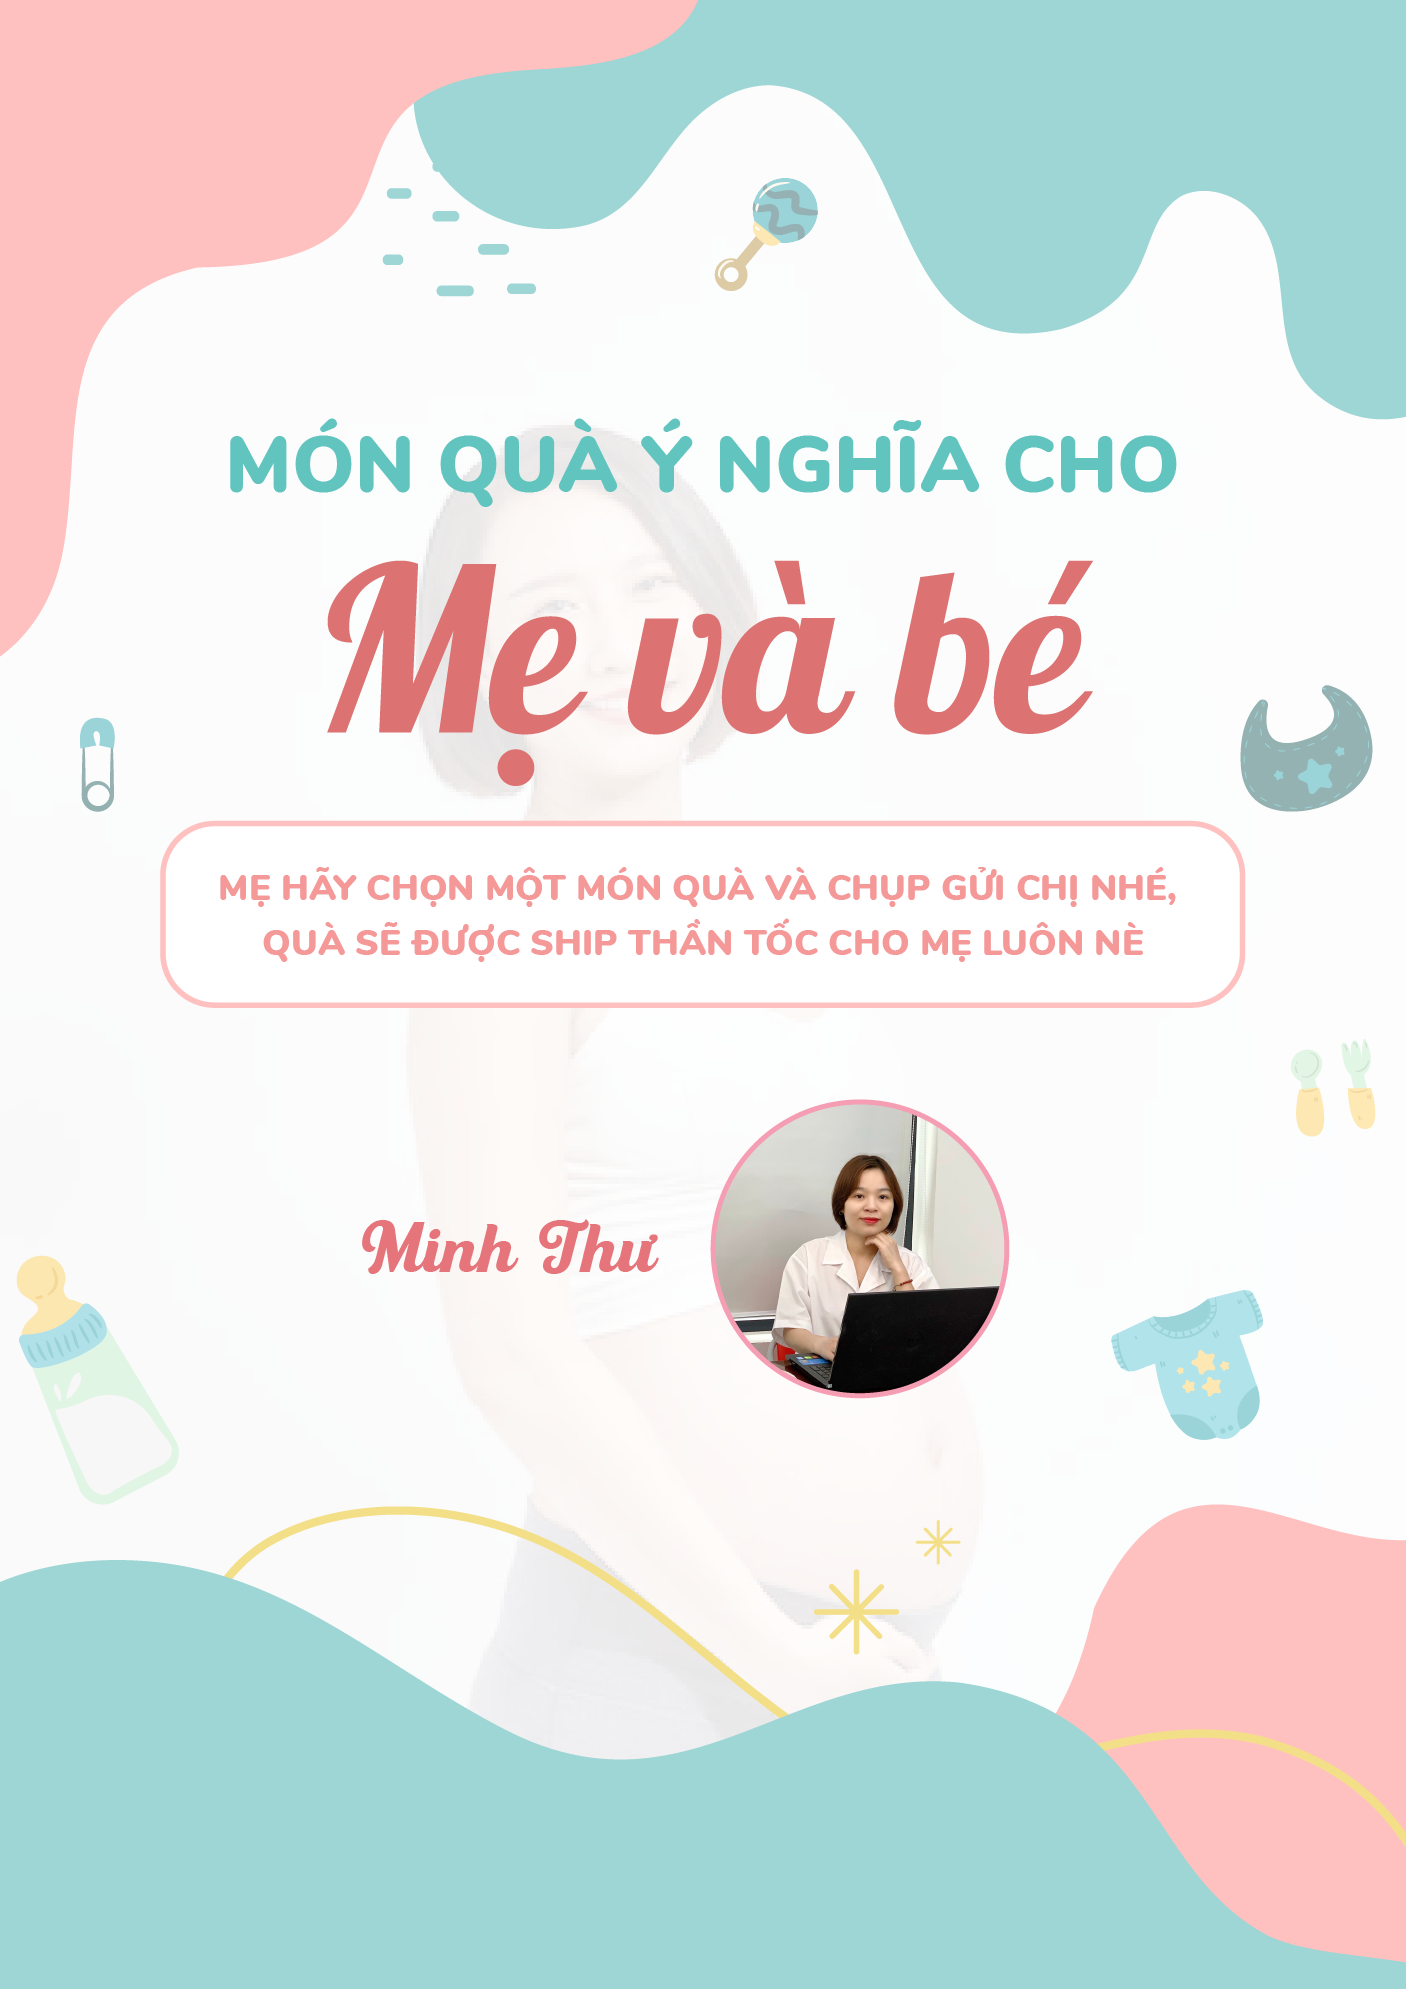 MÓN QUÀ Ý NGHĨA CHO
Mẹ và bé
MẸ HÃY CHỌN MỘT MÓN QUÀ VÀ CHỤP GỬI CHỊ NHÉ,
QUÀ SẼ ĐƯỢC SHIP THẦN TỐC CHO MẸ LUÔN NÈ
Minh Thư